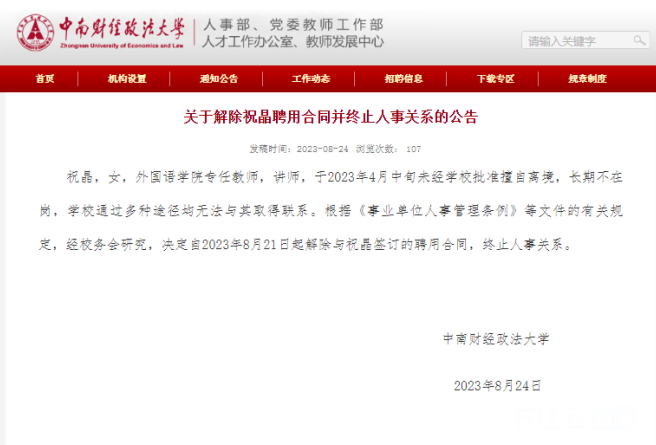 中南财经政法大学
Zhongnan University of Economics and Law
人事部、党委教师工作部
人才工作办公室、教师发展中心
请输入关键字
首页 机构设置 通知公告 工作动态 招聘信息 下载专区 规章制度
关于解除祝晶聘用合同并终止人事关系的公告
发稿时间：2023-08-24 浏览次数： 107
祝晶，女，外国语学院专任教师，讲师，于2023年4月中旬未经学校批准擅自离境，长期不在
岗，学校通过多种途径均无法与其取得联系。根据《事业单位人事管理条例》等文件的有关规
定，经校务会研究，决定自2023年8月21日起解除与祝晶签订的聘用合同，终止人事关系。
中南财经政法大学
2023年8月24日